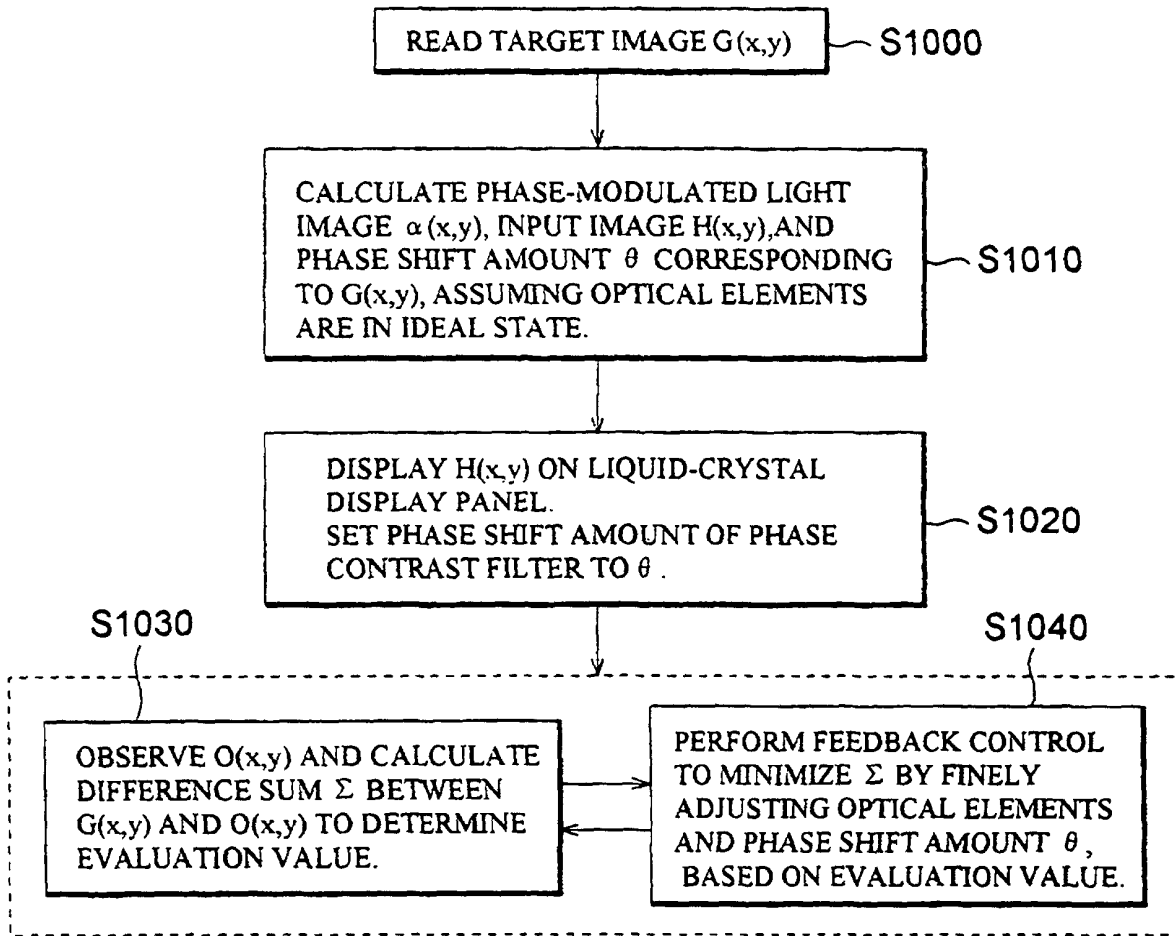 READ TARGET IMAGE G(x,y)
S1000
CALCULATE PHASE-MODULATED LIGHT
IMAGE α(x,y), INPUT IMAGE H(x,y),AND
PHASE SHIFT AMOUNT θ CORRESPONDING
TO G(x,y), ASSUMING OPTICAL ELEMENTS
ARE IN IDEAL STATE.
S1010
DISPLAY H(x,y) ON LIQUID-CRYSTAL
DISPLAY PANEL.
SET PHASE SHIFT AMOUNT OF PHASE
CONTRAST FILTER TO θ.
S1020
S1030
OBSERVE O(x,y) AND CALCULATE
DIFFERENCE SUM Σ BETWEEN
G(x,y) AND O(x,y) TO DETERMINE
EVALUATION VALUE.
S1040
PERFORM FEEDBACK CONTROL
TO MINIMIZE Σ BY FINELY
ADJUSTING OPTICAL ELEMENTS
AND PHASE SHIFT AMOUNT θ,
BASED ON EVALUATION VALUE.